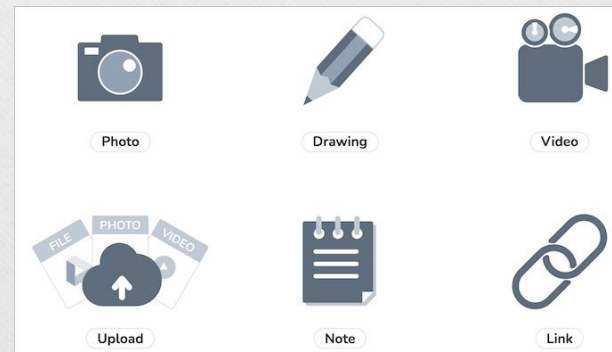 Photo
Drawing
Video
FILE
PHOTO
VIDEO
Upload
Note
Link